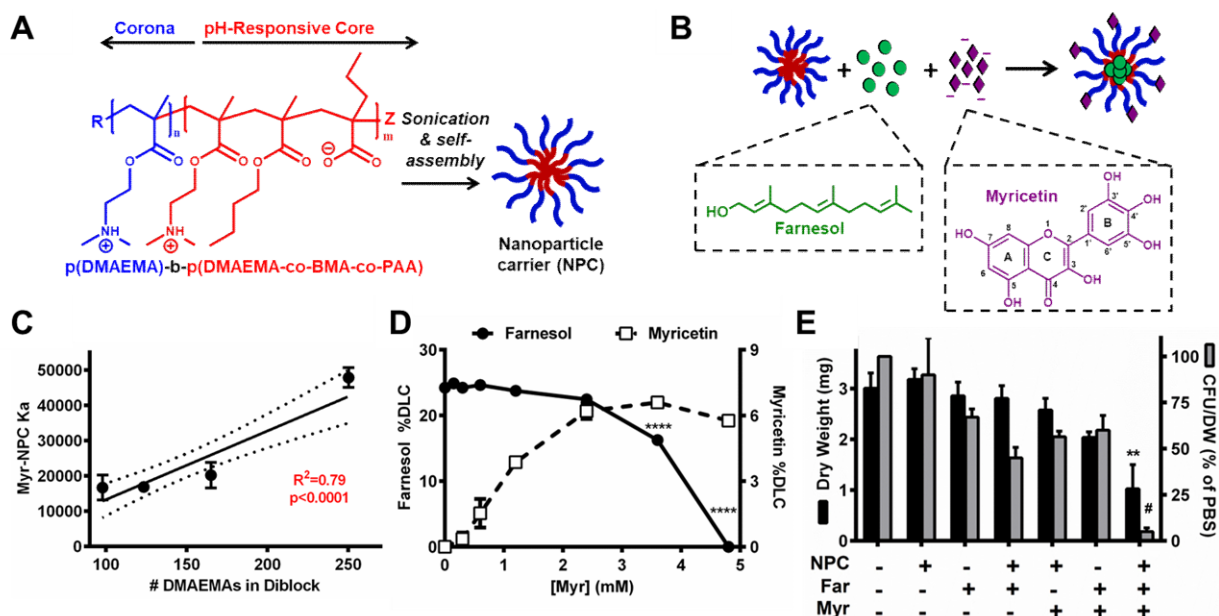 A
Corona
pH-Responsive Core
R
n
m
Z
O
O
O
O
O
O
⊖
O
O
NH
⊕
NH
⊕
Sonication
& self-
assembly
Nanoparticle
carrier (NPC)
p(DMAEMA)-b-p(DMAEMA-co-BMA-co-PAA)
B
+
+
HO
Farnesol
Myricetin
OH
3'
OH
4'
2'
B
5'
OH
1'
6'
HO
7
8
O
1
2
A
C
3
6
5
4
OH
OH
O
C
Myr-NPC Ka
50000
40000
30000
20000
10000
0
R²=0.79
p<0.0001
100
150
200
250
# DMAEMAs in Diblock
D
Farnesol
Myricetin
Farnesol %DLC
30
20
10
0
****
****
9
6
3
0
Myricetin %DLC
0
1
2
3
4
5
[Myr] (mM)
E
Dry Weight (mg)
3
2
1
0
**
#
100
75
50
25
0
CFU/DW (% of PBS)
NPC - + - + + - +
Far - - + + - + +
Myr - - - - + + +